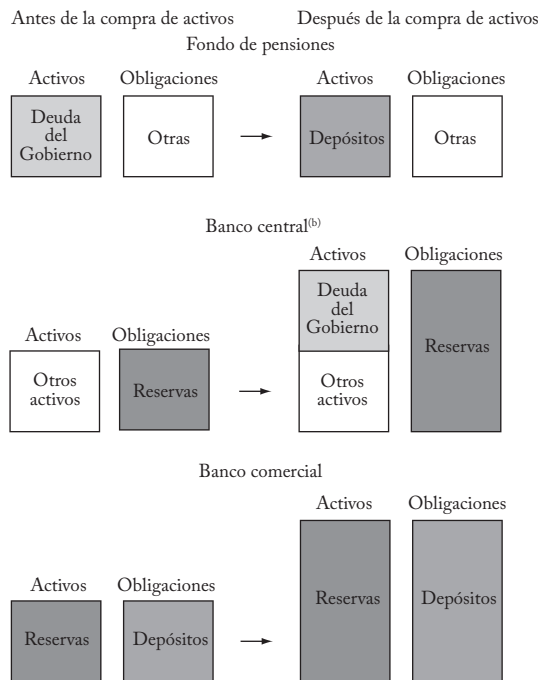 Antes de la compra de activos Después de la compra de activos
Fondo de pensiones
Activos Obligaciones Activos Obligaciones
Deuda
del
Gobierno
Otras
Depósitos
Otras
Banco central(b)
Activos Obligaciones
Deuda
del
Gobierno
Reservas
Activos Obligaciones
Otros
activos
Reservas
Otros
activos
Banco comercial
Activos Obligaciones
Reservas
Depósitos
Activos Obligaciones
Reservas
Depósitos